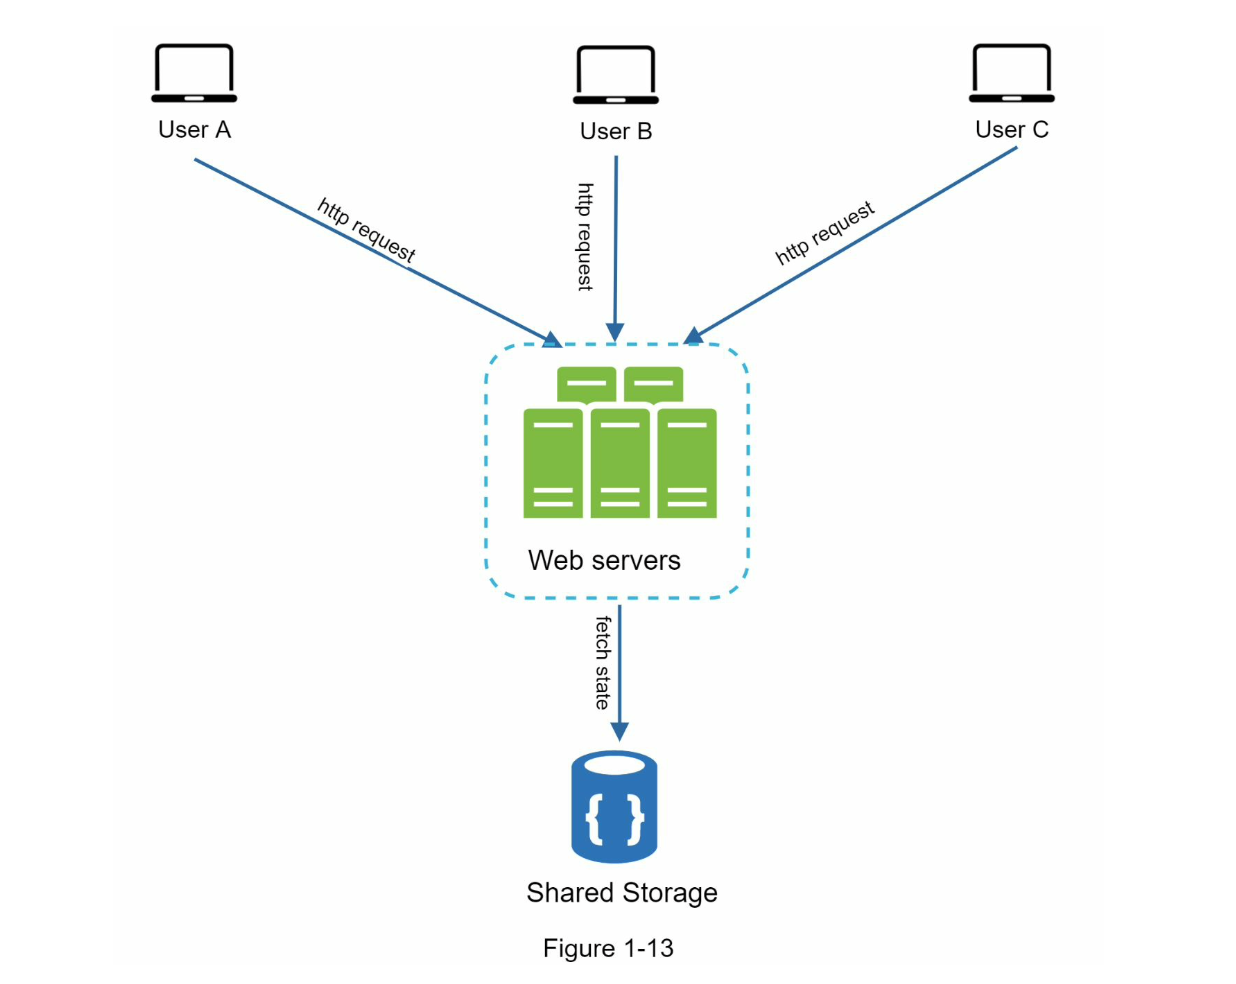 User A
User B
User C
http request
http request
http request
Web servers
fetch state
{ }
Shared Storage
Figure 1-13